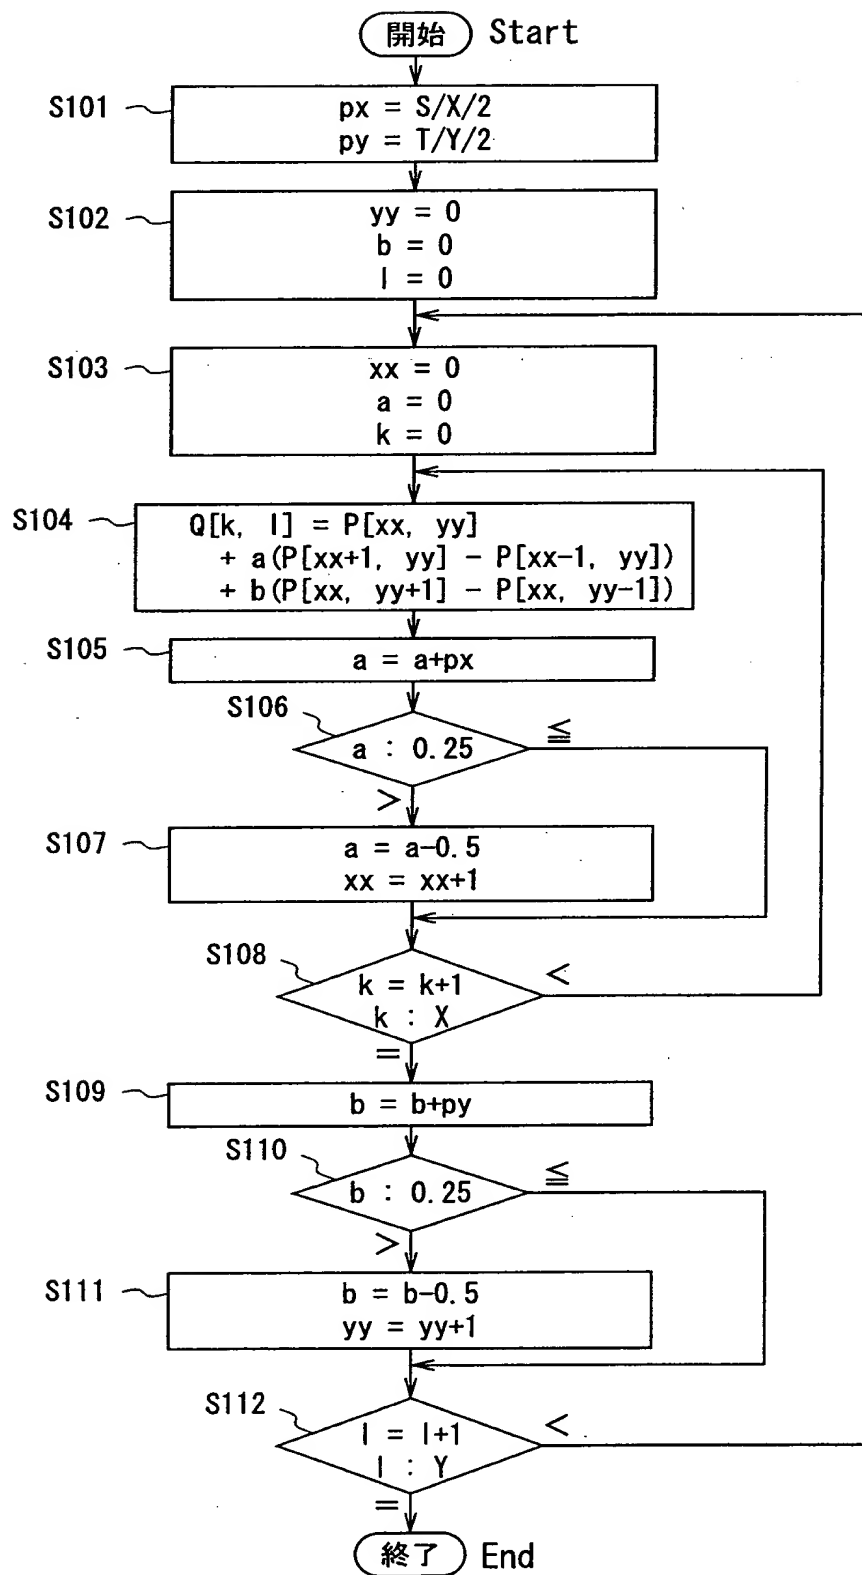 開始 Start
S101
px = S/X/2
py = T/Y/2
S102
yy = 0
b = 0
l = 0
S103
xx = 0
a = 0
k = 0
S104
Q[k, l] = P[xx, yy]
+ a(P[xx+1, yy] - P[xx-1, yy])
+ b(P[xx, yy+1] - P[xx, yy-1])
S105
a = a+px
S106
a : 0.25
≦
>
S107
a = a-0.5
xx = xx+1
S108
k = k+1
k : X
<
=
S109
b = b+py
S110
b : 0.25
≦
>
S111
b = b-0.5
yy = yy+1
S112
l = l+1
l : Y
<
=
終了 End